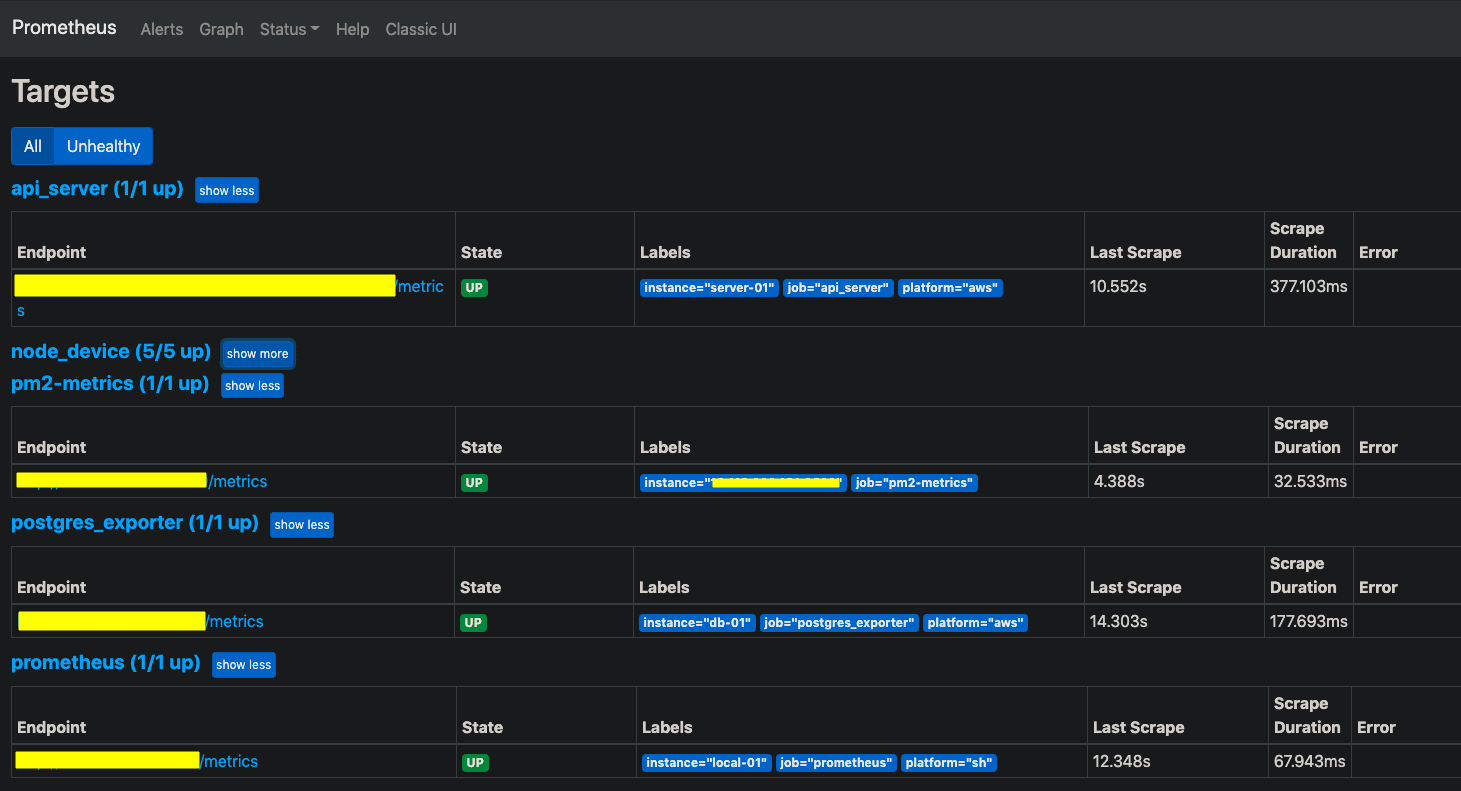 Prometheus Alerts Graph Status Help Classic UI
Targets
All Unhealthy
api_server (1/1 up) show less
Endpoint State Labels Last Scrape Scrape Duration Error
/metrics UP instance="server-01" job="api_server" platform="aws" 10.552s 377.103ms
node_device (5/5 up) show more
pm2-metrics (1/1 up) show less
Endpoint State Labels Last Scrape Scrape Duration Error
/metrics UP instance=" " job="pm2-metrics" 4.388s 32.533ms
postgres_exporter (1/1 up) show less
Endpoint State Labels Last Scrape Scrape Duration Error
/metrics UP instance="db-01" job="postgres_exporter" platform="aws" 14.303s 177.693ms
prometheus (1/1 up) show less
Endpoint State Labels Last Scrape Scrape Duration Error
/metrics UP instance="local-01" job="prometheus" platform="sh" 12.348s 67.943ms